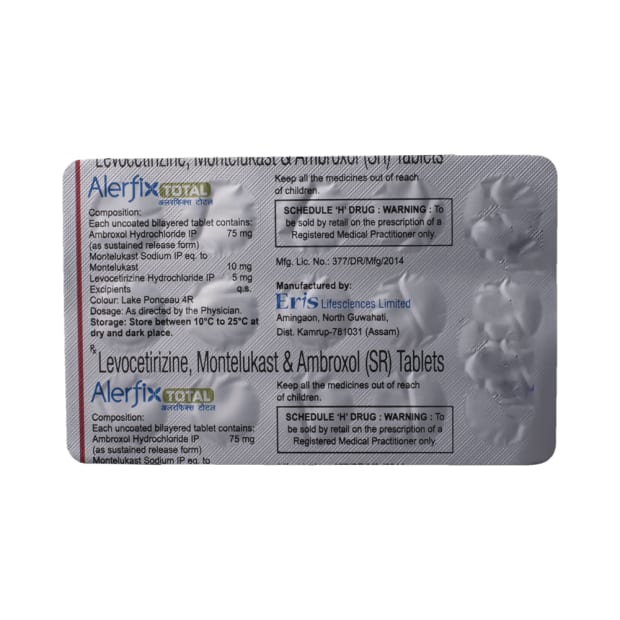 Levocetirizine, Montelukast & Ambroxol (SR) Tablets
Alerfix TOTAL
अलरफिक्स टोटल
Composition:
Each uncoated bilayered tablet contains:
Ambroxol Hydrochloride IP 75 mg
(as sustained release form)
Montelukast Sodium IP eq. to
Montelukast 10 mg
Levocetirizine Hydrochloride IP 5 mg
Excipients q.s.
Colour: Lake Ponceau 4R
Dosage: As directed by the Physician.
Storage: Store between 10°C to 25°C at
dry and dark place.
Keep all the medicines out of reach
of children.
SCHEDULE 'H' DRUG : WARNING : To
be sold by retail on the prescription of a
Registered Medical Practitioner only.
Mfg. Lic. No.: 377/DR/Mfg/2014
Manufactured by:
Eris Lifesciences Limited
Amingaon, North Guwahati,
Dist. Kamrup-781031 (Assam)
Rx
Levocetirizine, Montelukast & Ambroxol (SR) Tablets
Alerfix TOTAL
अलरफिक्स टोटल
Composition:
Each uncoated bilayered tablet contains:
Ambroxol Hydrochloride IP 75 mg
(as sustained release form)
Montelukast Sodium IP eq. to
Keep all the medicines out of reach
of children.
SCHEDULE 'H' DRUG : WARNING : To
be sold by retail on the prescription of a
Registered Medical Practitioner only.